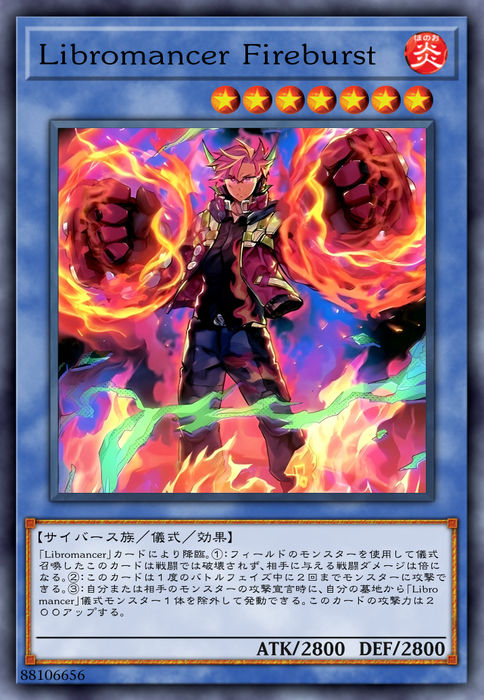 Libromancer Fireburst
ほのお
炎
【サイバース族／儀式／効果】
「Libromancer」カードにより降臨。①：フィールドのモンスターを使用して儀式
召喚したこのカードは戦闘では破壊されず、相手に与える戦闘ダメージは倍に
なる。②：このカードは１度のバトルフェイズ中に２回までモンスターに攻撃で
きる。③：自分または相手のモンスターの攻撃宣言時に、自分の墓地から「Libro
mancer」儀式モンスター１体を除外して発動できる。このカードの攻撃力は２
００アップする。
ATK/2800 DEF/2800
88106656